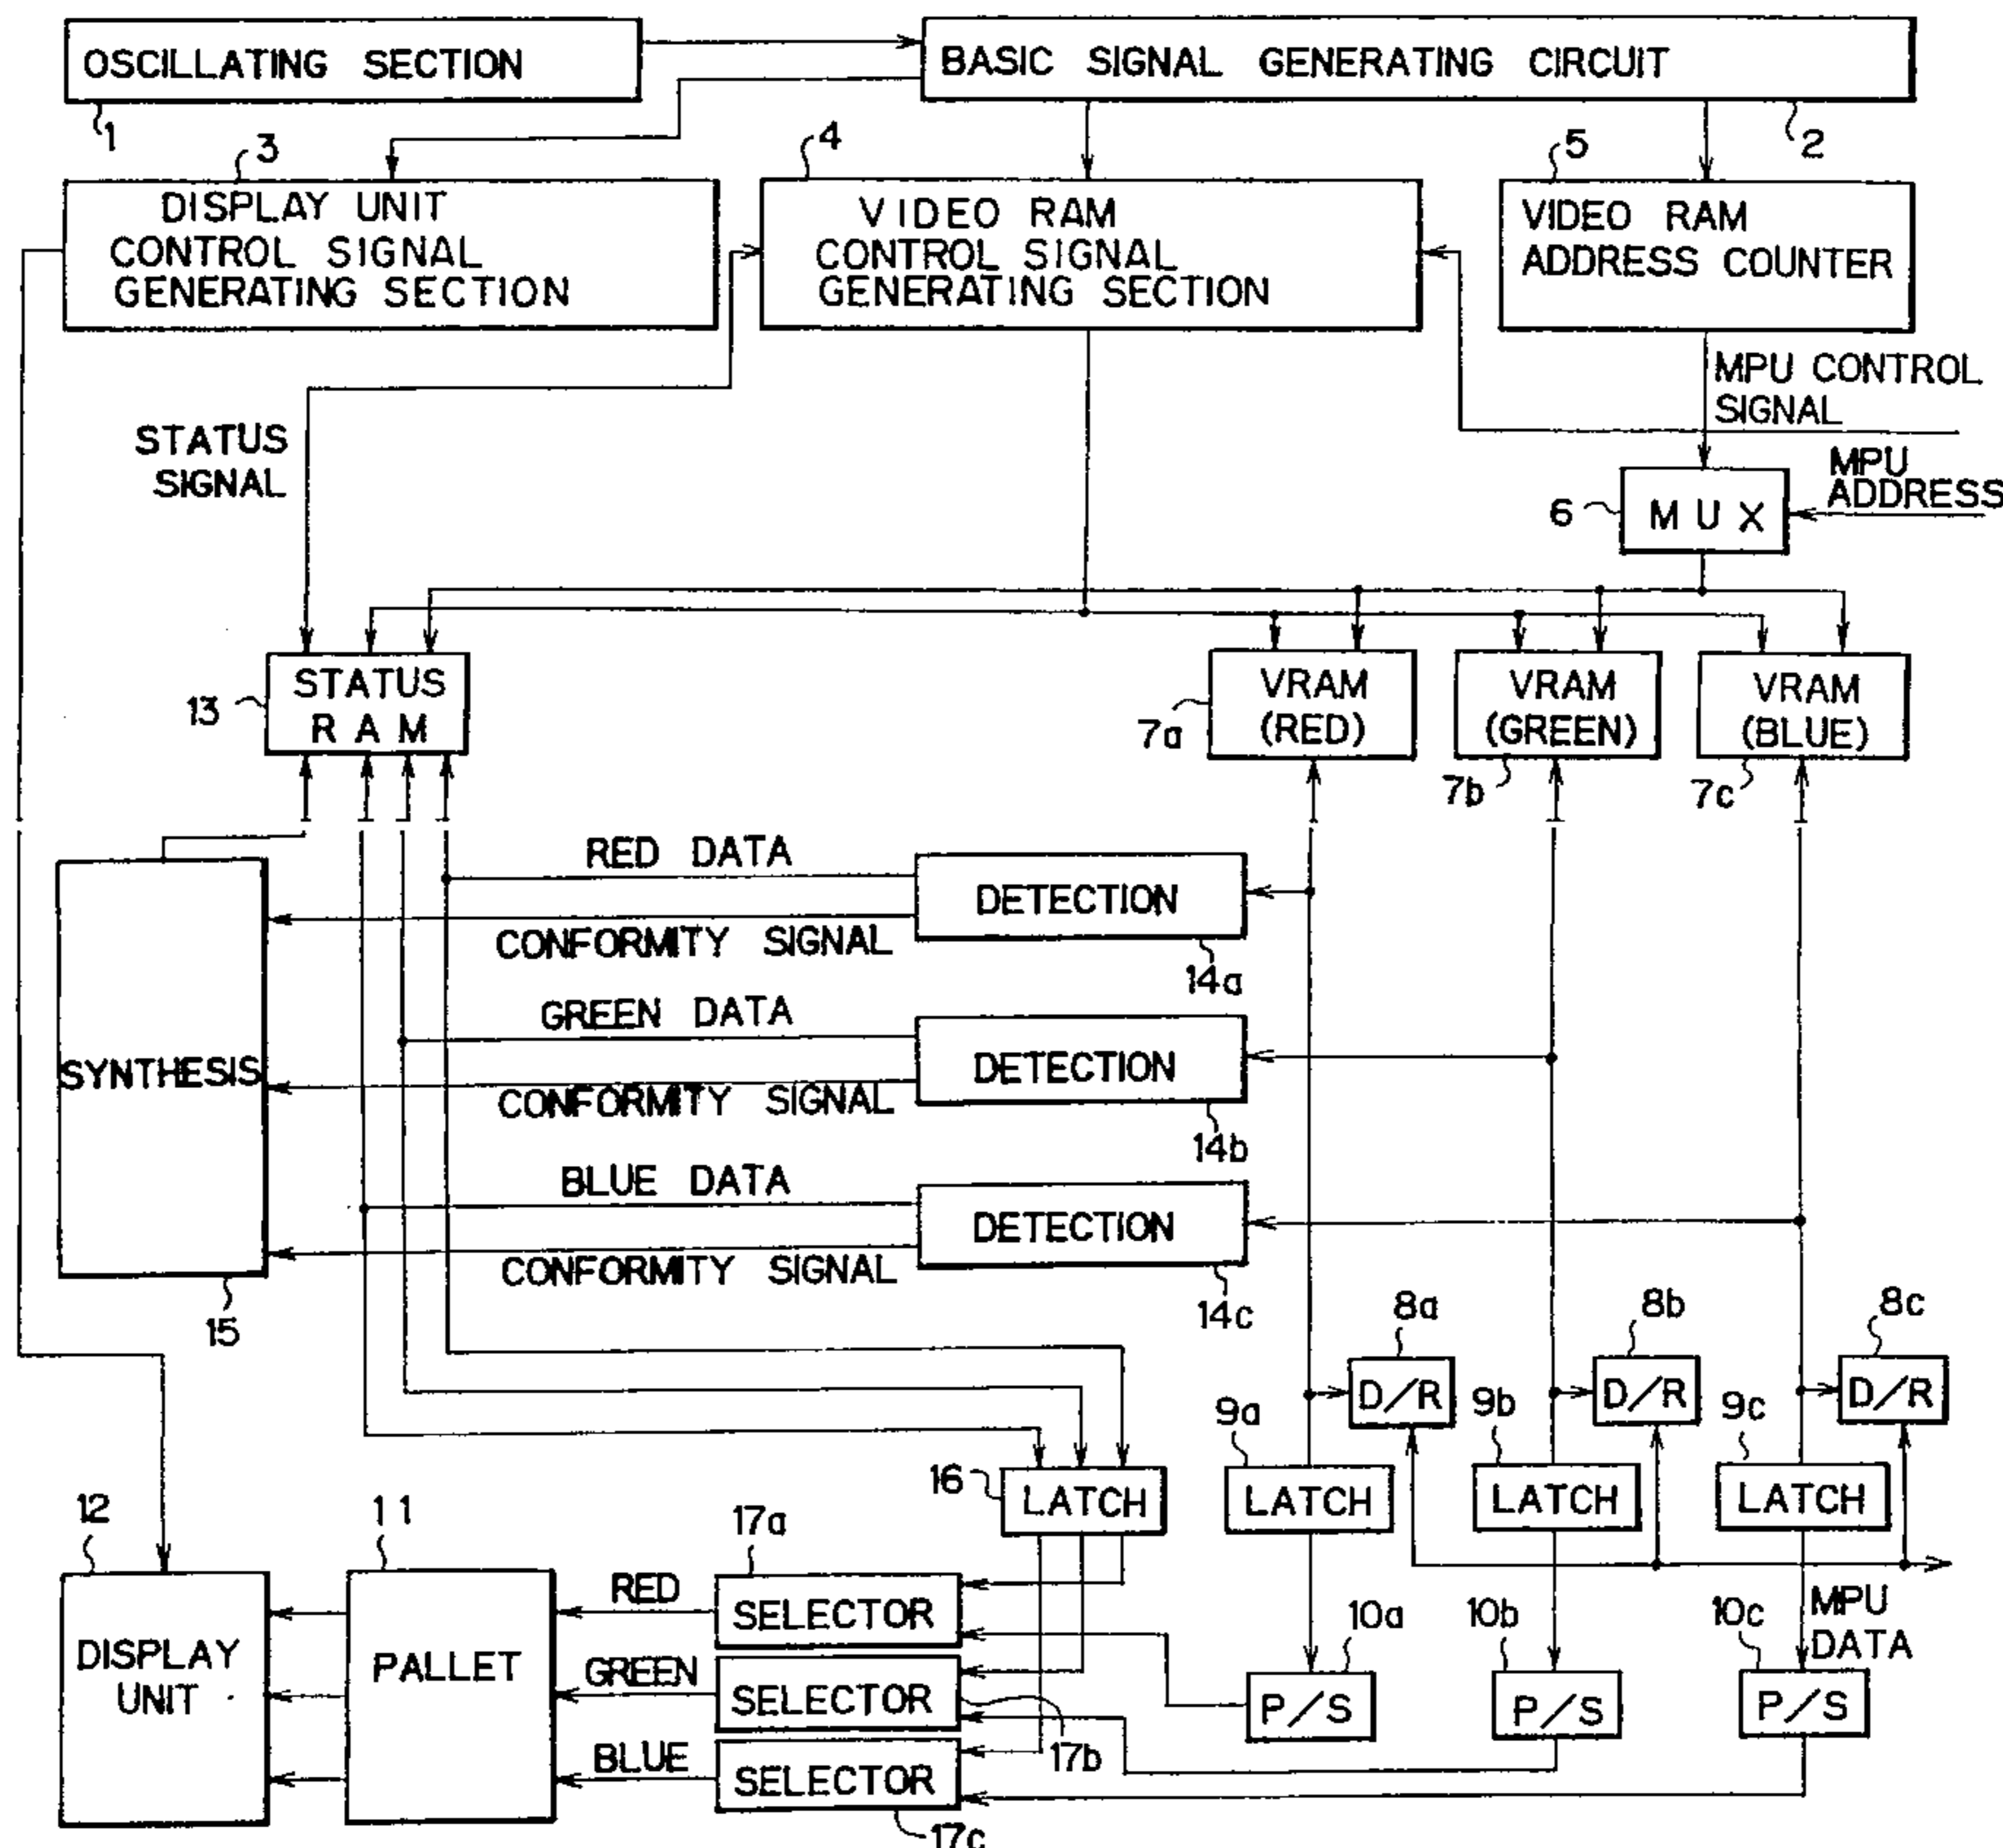 OSCILLATING SECTION
BASIC SIGNAL GENERATING CIRCUIT
1
2
3
4
5
DISPLAY UNIT
CONTROL SIGNAL
GENERATING SECTION
VIDEO RAM
CONTROL SIGNAL
GENERATING SECTION
VIDEO RAM
ADDRESS COUNTER
MPU CONTROL
SIGNAL
STATUS
SIGNAL
MPU
ADDRESS
6
MUX
13
STATUS
RAM
7a
VRAM
(RED)
7b
VRAM
(GREEN)
7c
VRAM
(BLUE)
RED DATA
DETECTION
CONFORMITY SIGNAL
14a
GREEN DATA
SYNTHESIS
DETECTION
CONFORMITY SIGNAL
14b
BLUE DATA
DETECTION
CONFORMITY SIGNAL
14c
15
8a
8b
8c
D/R
D/R
D/R
9a
9b
9c
16
LATCH
LATCH
LATCH
LATCH
12
11
17a
RED
SELECTOR
10a
10b
10c
MPU
DATA
DISPLAY
UNIT
PALLET
GREEN
SELECTOR
17b
P/S
P/S
P/S
BLUE
SELECTOR
17c